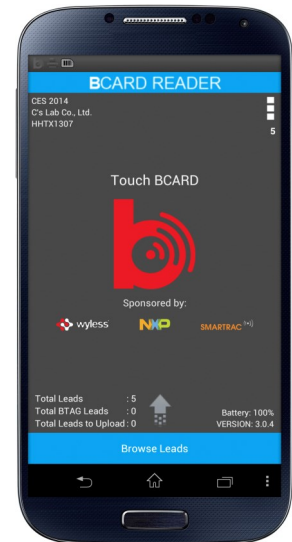 BCARD READER
CES 2014
C's Lab Co., Ltd.
HHTX1307
5
Touch BCARD
b
Sponsored by:
wyless NXP SMARTRAC
Total Leads : 5
Total BTAG Leads : 0
Total Leads to Upload : 0
Battery: 100%
VERSION: 3.0.4
Browse Leads